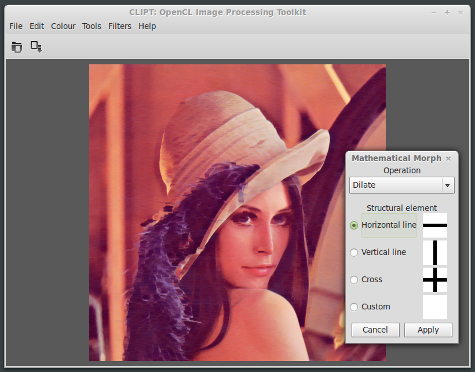 CLIPT: OpenCL Image Processing Toolkit
File Edit Colour Tools Filters Help
Mathematical Morph
Operation
Dilate
Structural element
Horizontal line
Vertical line
Cross
Custom
Cancel Apply